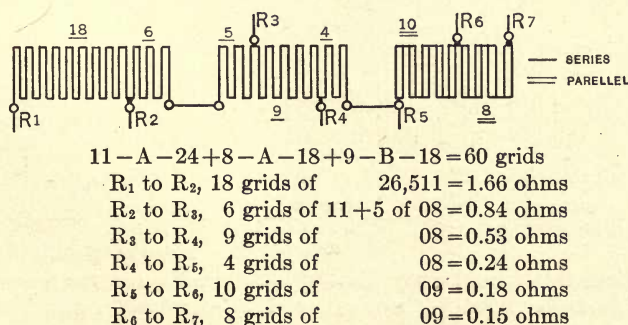 18 6 5 R3 4 10 R6 R7
SERIES
PARELLEL
R1 R2 9 R4 R5 8
11-A-24+8-A-18+9-B-18=60 grids
R₁ to R₂, 18 grids of 26,511=1.66 ohms
R₂ to R₃, 6 grids of 11+5 of 08=0.84 ohms
R₃ to R₄, 9 grids of 08=0.53 ohms
R₄ to R₅, 4 grids of 08=0.24 ohms
R₅ to R₆, 10 grids of 09=0.18 ohms
R₆ to R₇, 8 grids of 09=0.15 ohms